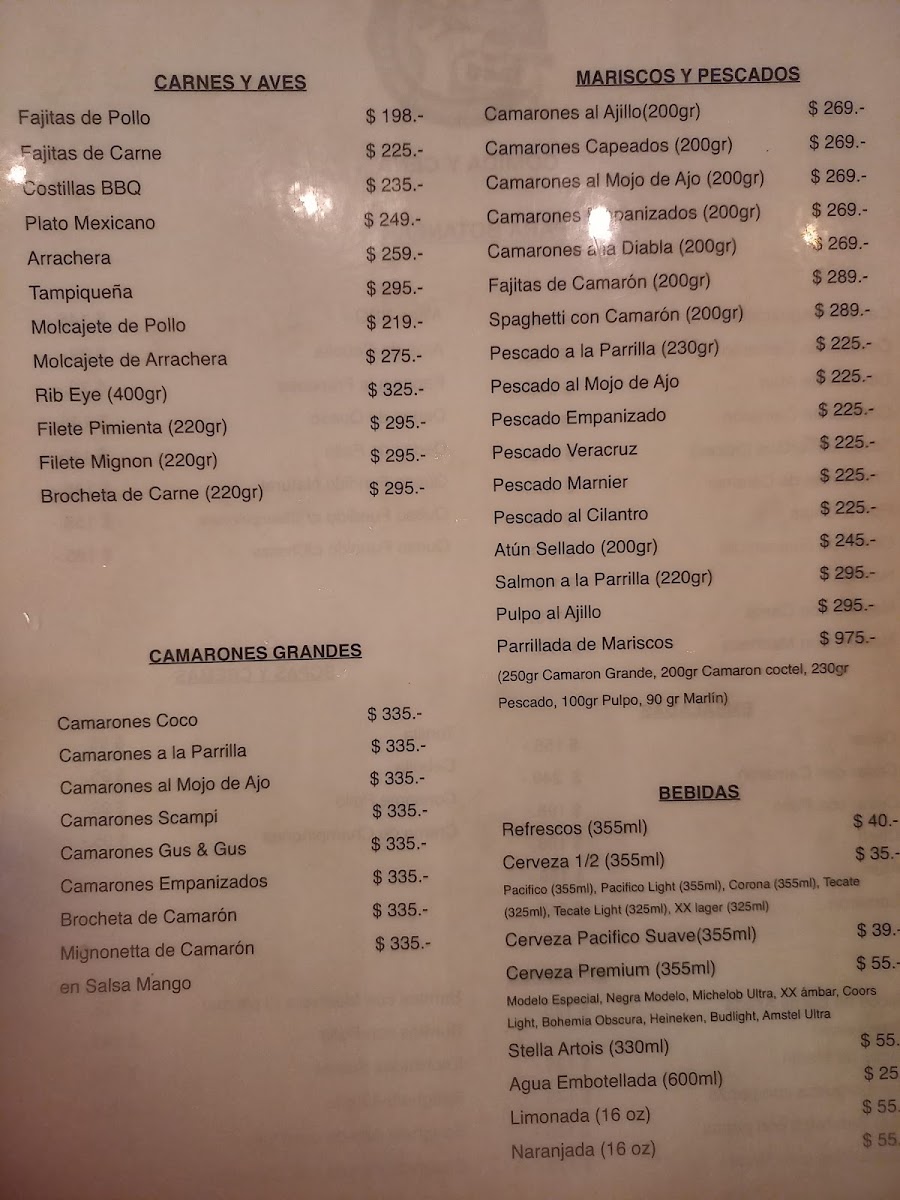 CARNES Y AVES
Fajitas de Pollo $ 198.-
Fajitas de Carne $ 225.-
Costillas BBQ $ 235.-
Plato Mexicano $ 249.-
Arrachera $ 259.-
Tampiqueña $ 295.-
Molcajete de Pollo $ 219.-
Molcajete de Arrachera $ 275.-
Rib Eye (400gr) $ 325.-
Filete Pimienta (220gr) $ 295.-
Filete Mignon (220gr) $ 295.-
Brocheta de Carne (220gr) $ 295.-
CAMARONES GRANDES
Camarones Coco $ 335.-
Camarones a la Parrilla $ 335.-
Camarones al Mojo de Ajo $ 335.-
Camarones Scampi $ 335.-
Camarones Gus & Gus $ 335.-
Camarones Empanizados $ 335.-
Brocheta de Camarón $ 335.-
Mignonetta de Camarón $ 335.-
en Salsa Mango
MARISCOS Y PESCADOS
Camarones al Ajillo(200gr) $ 269.-
Camarones Capeados (200gr) $ 269.-
Camarones al Mojo de Ajo (200gr) $ 269.-
Camarones Empanizados (200gr) $ 269.-
Camarones a la Diabla (200gr) $ 269.-
Fajitas de Camarón (200gr) $ 289.-
Spaghetti con Camarón (200gr) $ 289.-
Pescado a la Parrilla (230gr) $ 225.-
Pescado al Mojo de Ajo $ 225.-
Pescado Empanizado $ 225.-
Pescado Veracruz $ 225.-
Pescado Marnier $ 225.-
Pescado al Cilantro $ 225.-
Atún Sellado (200gr) $ 245.-
Salmon a la Parrilla (220gr) $ 295.-
Pulpo al Ajillo $ 295.-
Parrillada de Mariscos $ 975.-
(250gr Camaron Grande, 200gr Camaron coctel, 230gr
Pescado, 100gr Pulpo, 90 gr Marlín)
BEBIDAS
Refrescos (355ml) $ 40.-
Cerveza 1/2 (355ml) $ 35.-
Pacifico (355ml), Pacifico Light (355ml), Corona (355ml), Tecate
(325ml), Tecate Light (325ml), XX lager (325ml)
Cerveza Pacifico Suave(355ml) $ 39.-
Cerveza Premium (355ml) $ 55.-
Modelo Especial, Negra Modelo, Michelob Ultra, XX ámbar, Coors
Light, Bohemia Obscura, Heineken, Budlight, Amstel Ultra
Stella Artois (330ml) $ 55.
Agua Embotellada (600ml) $ 25
Limonada (16 oz) $ 55.
Naranjada (16 oz) $ 55.